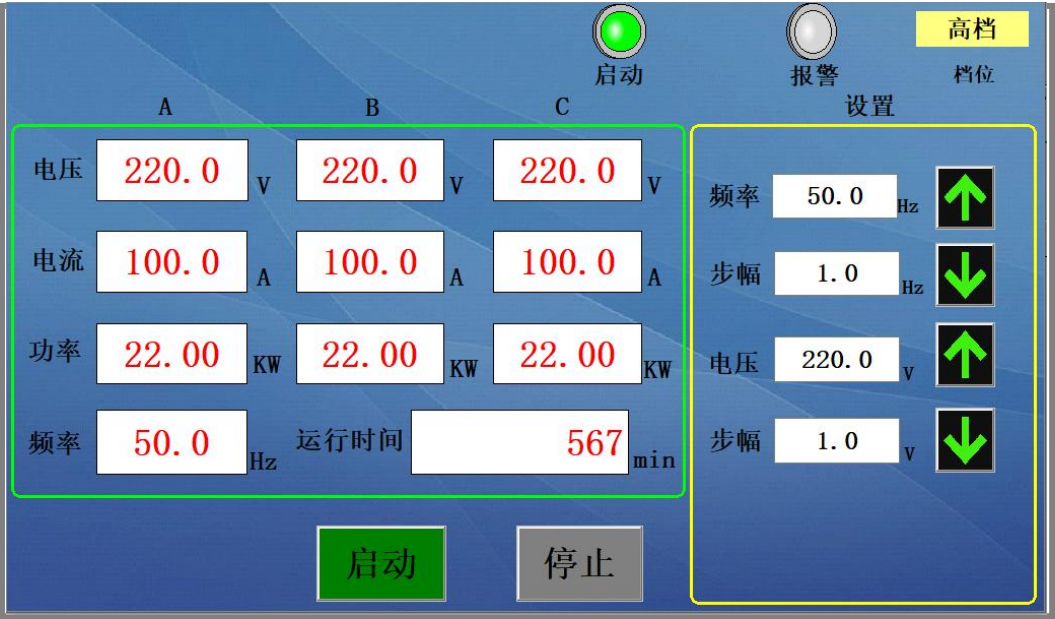 高档
启动 报警 档位
A B C 设置
电压 220.0 V 220.0 V 220.0 V
频率 50.0 Hz
电流 100.0 A 100.0 A 100.0 A
步幅 1.0 Hz
功率 22.00 KW 22.00 KW 22.00 KW
电压 220.0 V
频率 50.0 Hz 运行时间 567 min
步幅 1.0 V
启动 停止